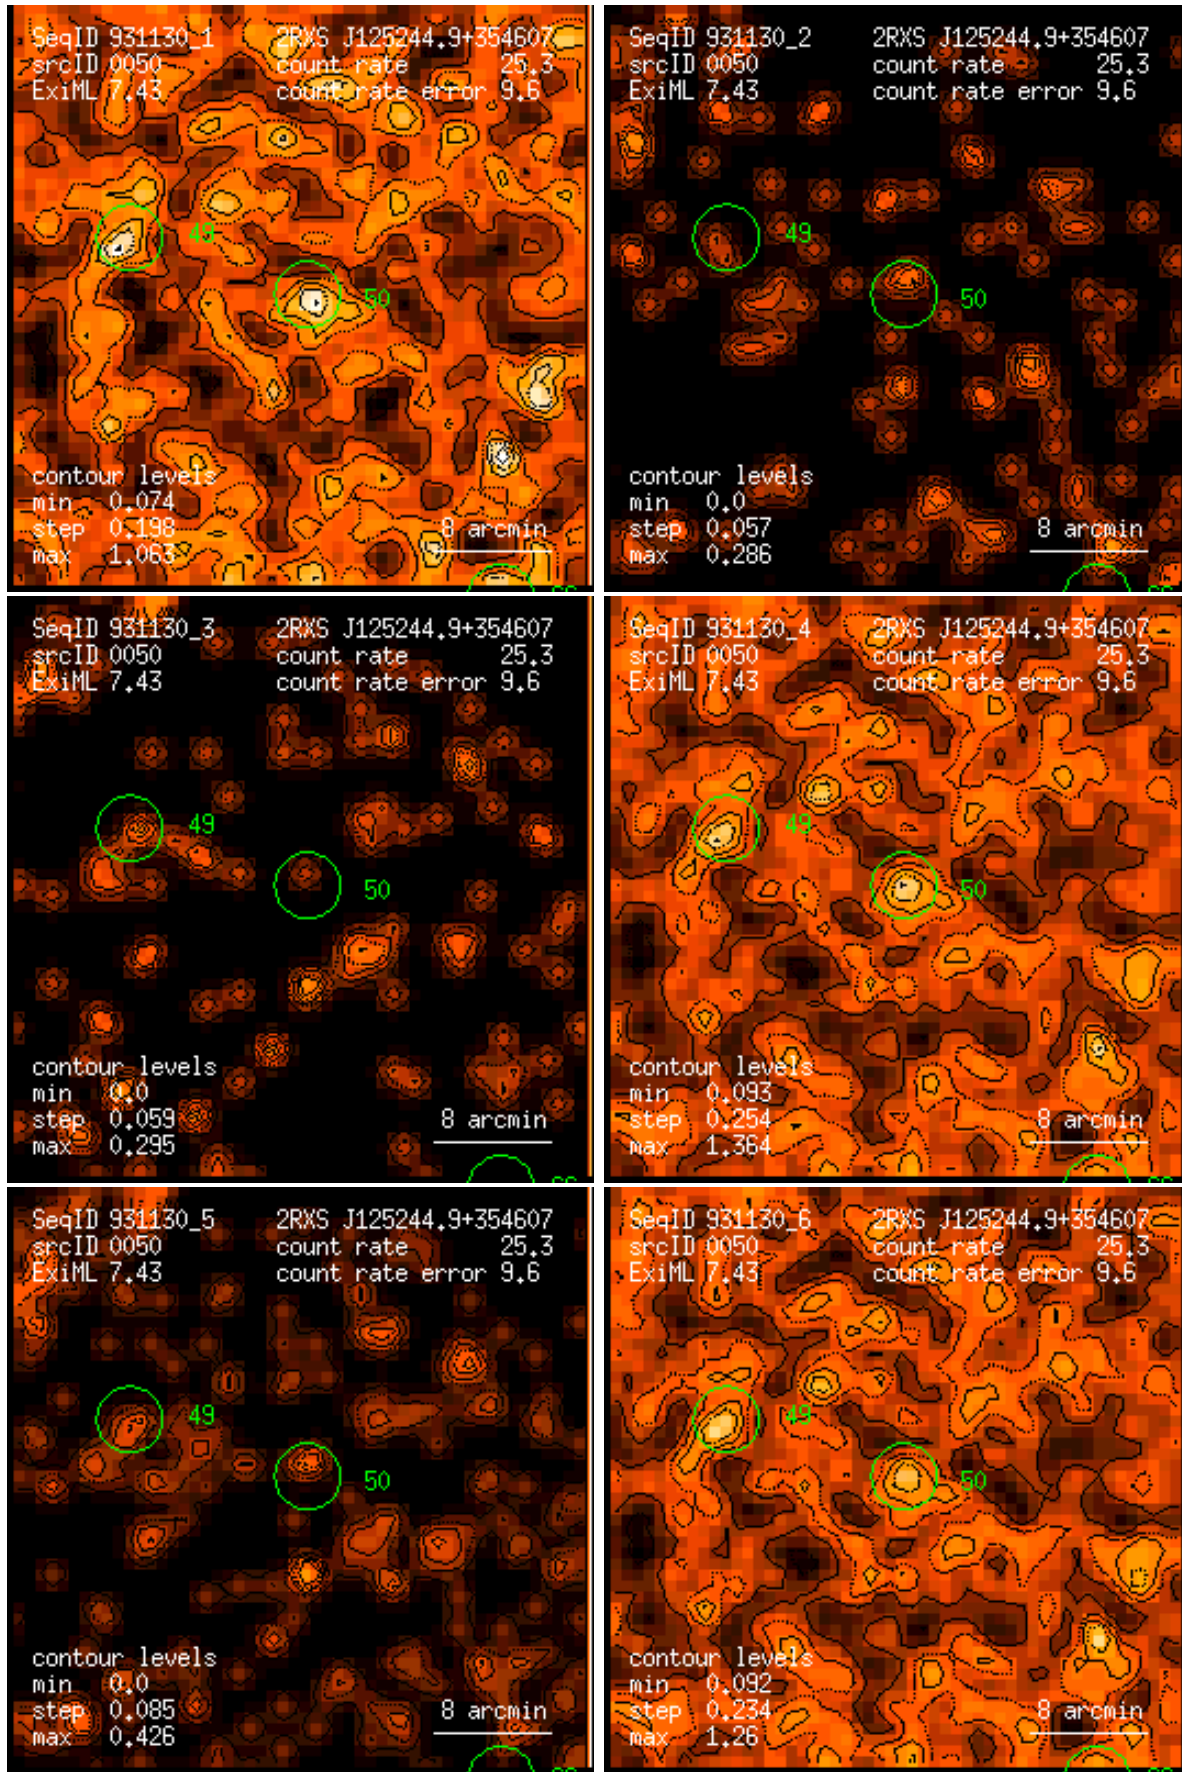 SeqID 931130_1 2RXS J125244.9+354607
srcID 0050 count rate 25.3
ExiML 7.43 count rate error 9.6
49
50
contour levels
min 0.074
step 0.198 8 arcmin
max 1.063
SeqID 931130_2 2RXS J125244.9+354607
srcID 0050 count rate 25.3
ExiML 7.43 count rate error 9.6
49
50
contour levels
min 0.0
step 0.057 8 arcmin
max 0.286
SeqID 931130_3 2RXS J125244.9+354607
srcID 0050 count rate 25.3
ExiML 7.43 count rate error 9.6
49
50
contour levels
min 0.0
step 0.059 8 arcmin
max 0.295
SeqID 931130_4 2RXS J125244.9+354607
srcID 0050 count rate 25.3
ExiML 7.43 count rate error 9.6
49
50
contour levels
min 0.093
step 0.254 8 arcmin
max 1.364
SeqID 931130_5 2RXS J125244.9+354607
srcID 0050 count rate 25.3
ExiML 7.43 count rate error 9.6
49
50
contour levels
min 0.0
step 0.085 8 arcmin
max 0.426
SeqID 931130_6 2RXS J125244.9+354607
srcID 0050 count rate 25.3
ExiML 7.43 count rate error 9.6
49
50
contour levels
min 0.092
step 0.234 8 arcmin
max 1.26